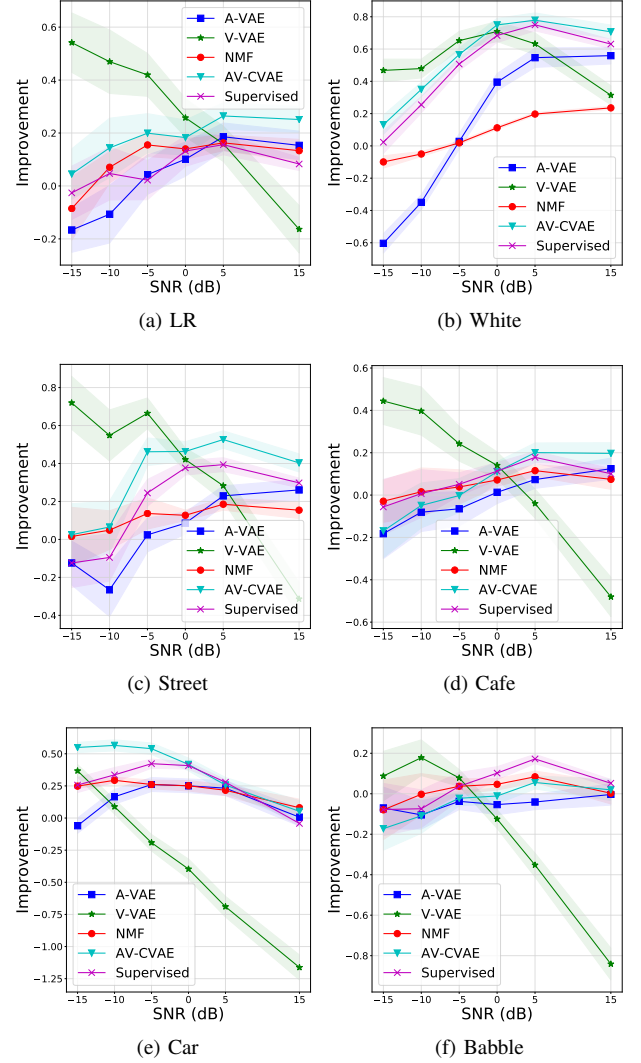 0.6
0.4
0.2
0.0
−0.2
Improvement
A-VAE
V-VAE
NMF
AV-CVAE
Supervised
−15 −10 −5 0 5 15
SNR (dB)
(a) LR
0.8
0.6
0.4
0.2
0.0
−0.2
−0.4
−0.6
Improvement
A-VAE
V-VAE
NMF
AV-CVAE
Supervised
−15 −10 −5 0 5 15
SNR (dB)
(b) White
0.8
0.6
0.4
0.2
0.0
−0.2
−0.4
Improvement
A-VAE
V-VAE
NMF
AV-CVAE
Supervised
−15 −10 −5 0 5 15
SNR (dB)
(c) Street
0.6
0.4
0.2
0.0
−0.2
−0.4
−0.6
Improvement
A-VAE
V-VAE
NMF
AV-CVAE
Supervised
−15 −10 −5 0 5 15
SNR (dB)
(d) Cafe
0.50
0.25
0.00
−0.25
−0.50
−0.75
−1.00
−1.25
Improvement
A-VAE
V-VAE
NMF
AV-CVAE
Supervised
−15 −10 −5 0 5 15
SNR (dB)
(e) Car
0.2
0.0
−0.2
−0.4
−0.8
Improvement
A-VAE
V-VAE
NMF
AV-CVAE
Supervised
−15 −10 −5 0 5 15
SNR (dB)
(f) Babble